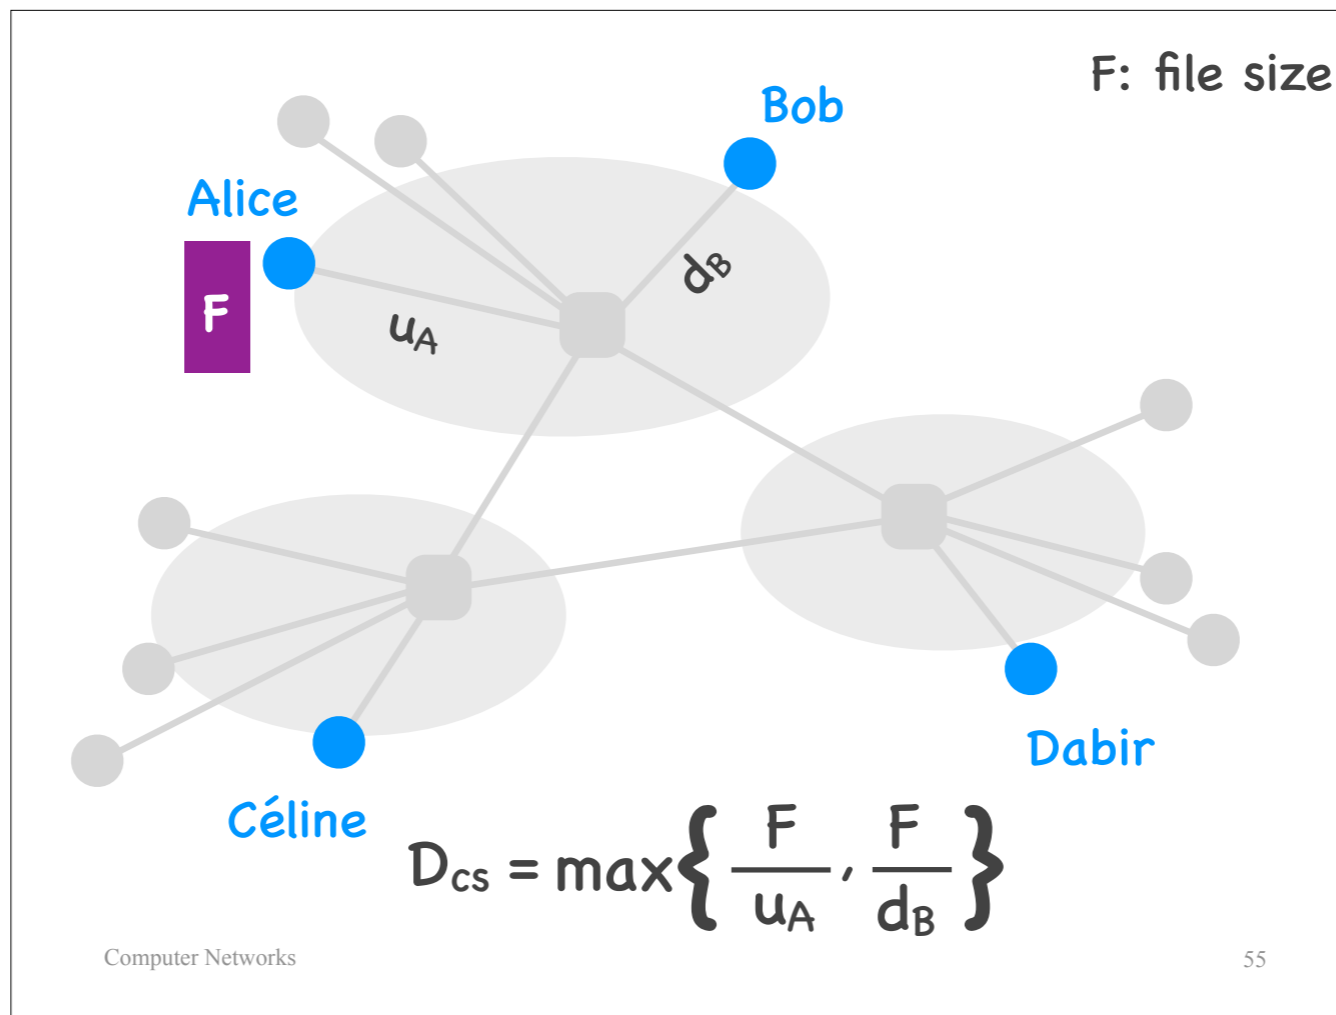 F: file size
Bob
Alice
F
dB
uA
Dabir
Céline
Dcs = max{ F/uA, F/dB }
Computer Networks
55